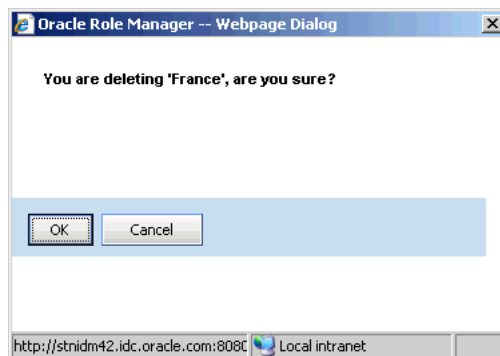 Oracle Role Manager -- Webpage Dialog
You are deleting 'France', are you sure?
OK Cancel
http://stnidm42.idc.oracle.com:808 Local intranet